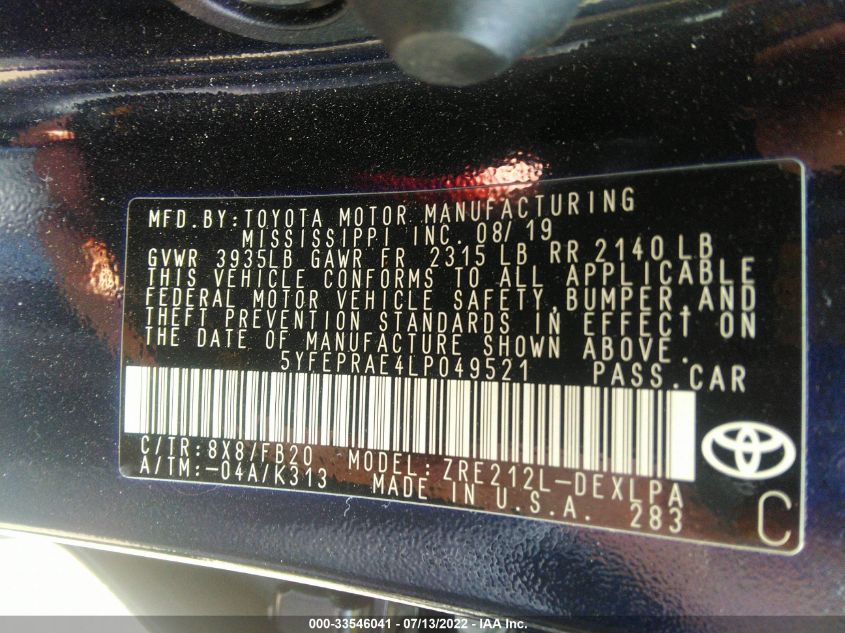 MFD.BY:TOYOTA MOTOR MANUFACTURING
MISSISSIPPI INC. 08/19
GVWR 3935LB GAWR FR 2315 LB RR 2140 LB
THIS VEHICLE CONFORMS TO ALL APPLICABLE
FEDERAL MOTOR VEHICLE SAFETY,BUMPER,AND
THEFT PREVENTION STANDARDS IN EFFECT ON
THE DATE OF MANUFACTURE SHOWN ABOVE.
5YFEPRAE4LP049521 PASS.CAR
C/TR:8X8/FB20 MODEL:ZRE212L-DEXLPA
A/TM:-04A/K313 MADE IN U.S.A. 283
C
000-33546041 - 07/13/2022 - IAA Inc.